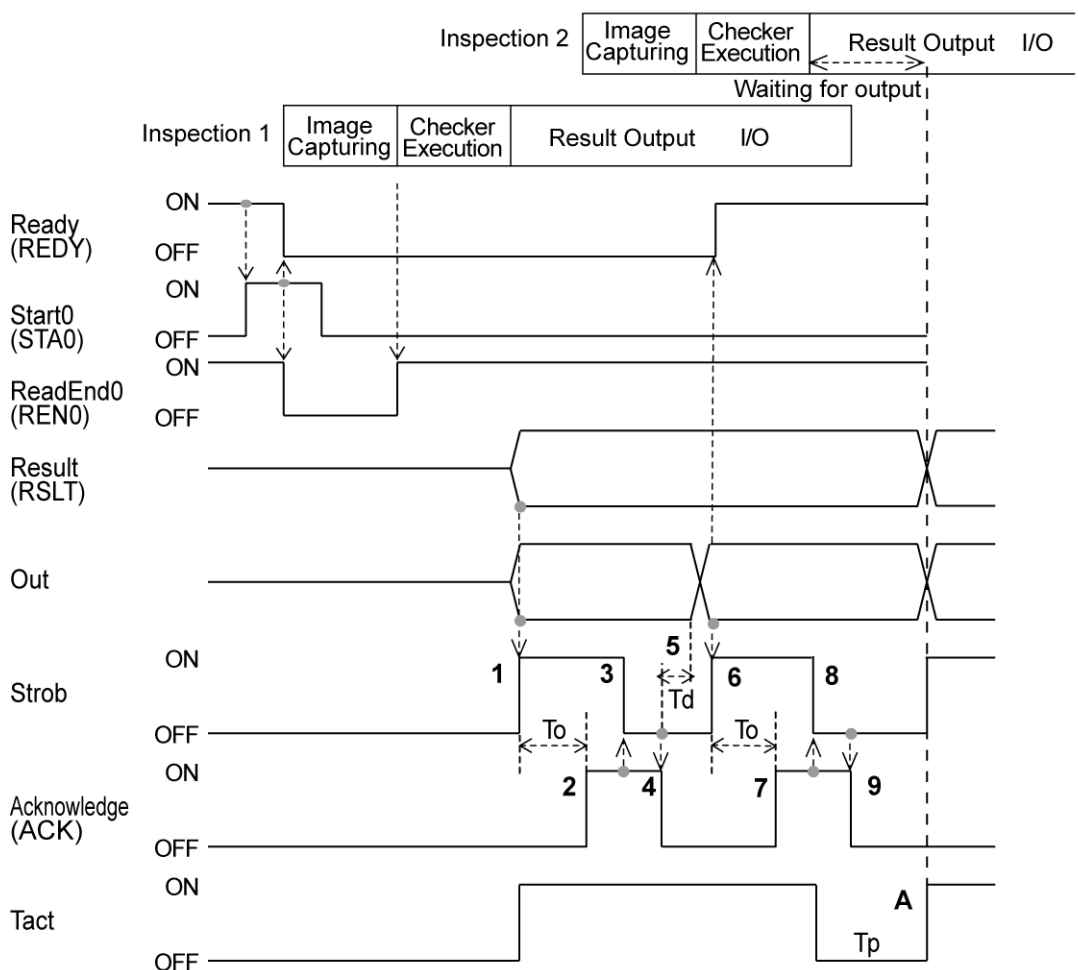 Inspection 2
Image
Capturing
Checker
Execution
Result Output I/O
Waiting for output
Inspection 1
Image
Capturing
Checker
Execution
Result Output I/O
Ready
(REDY)
ON
OFF
Start0
(STA0)
ON
OFF
ReadEnd0
(REN0)
ON
OFF
Result
(RSLT)
Out
Strob
ON
OFF
1
3
5
Td
6
8
To
To
Acknowledge
(ACK)
ON
OFF
2
4
7
9
Tact
ON
OFF
A
Tp